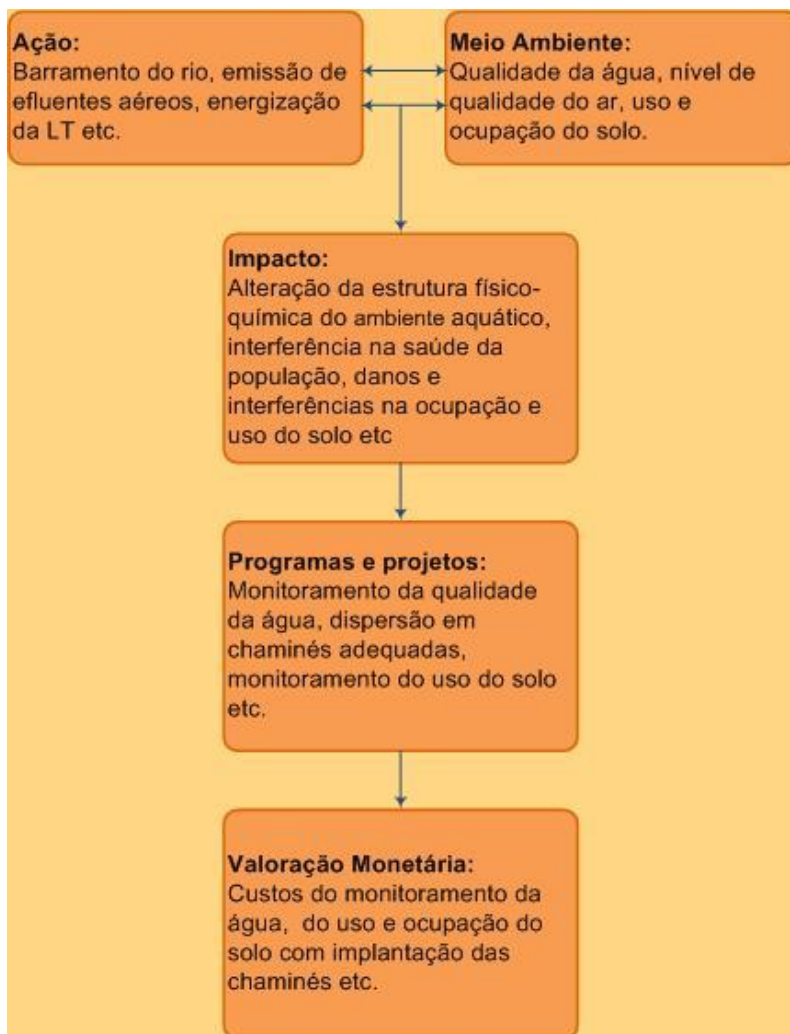 Ação:
Barramento do rio, emissão de
efluentes aéreos, energização
da LT etc.
Meio Ambiente:
Qualidade da água, nível de
qualidade do ar, uso e
ocupação do solo.
Impacto:
Alteração da estrutura físico-
química do ambiente aquático,
interferência na saúde da
população, danos e
interferências na ocupação e
uso do solo etc
Programas e projetos:
Monitoramento da qualidade
da água, dispersão em
chaminés adequadas,
monitoramento do uso do solo
etc.
Valoração Monetária:
Custos do monitoramento da
água, do uso e ocupação do
solo com implantação das
chaminés etc.